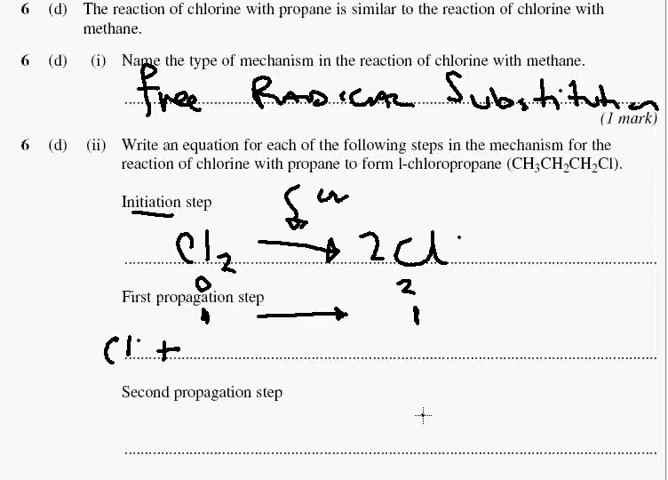 6 (d) The reaction of chlorine with propane is similar to the reaction of chlorine with
methane.
6 (d) (i) Name the type of mechanism in the reaction of chlorine with methane.
free RADiCAL Substitution
(1 mark)
6 (d) (ii) Write an equation for each of the following steps in the mechanism for the
reaction of chlorine with propane to form l-chloropropane (CH₃CH₂CH₂Cl).
Initiation step
uv
Cl₂ → 2Cl·
0 2
First propagation step
1 → 1
Cl· +
Second propagation step